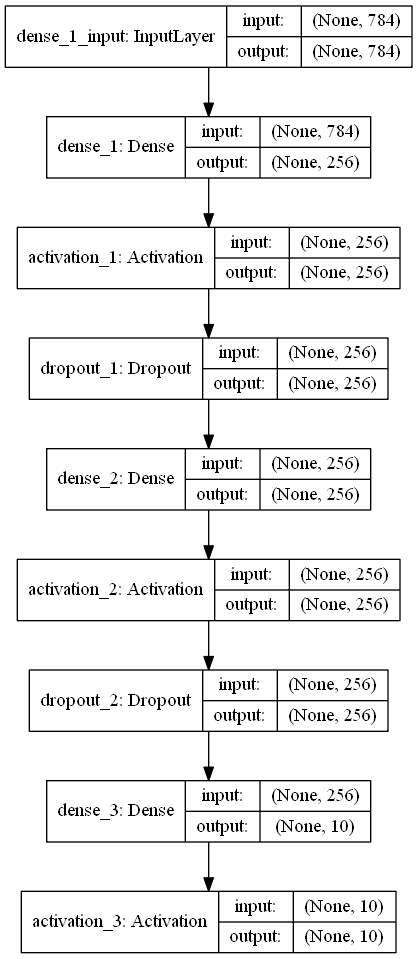 dense_1_input: InputLayer
input: (None, 784)
output: (None, 784)
dense_1: Dense
input: (None, 784)
output: (None, 256)
activation_1: Activation
input: (None, 256)
output: (None, 256)
dropout_1: Dropout
input: (None, 256)
output: (None, 256)
dense_2: Dense
input: (None, 256)
output: (None, 256)
activation_2: Activation
input: (None, 256)
output: (None, 256)
dropout_2: Dropout
input: (None, 256)
output: (None, 256)
dense_3: Dense
input: (None, 256)
output: (None, 10)
activation_3: Activation
input: (None, 10)
output: (None, 10)